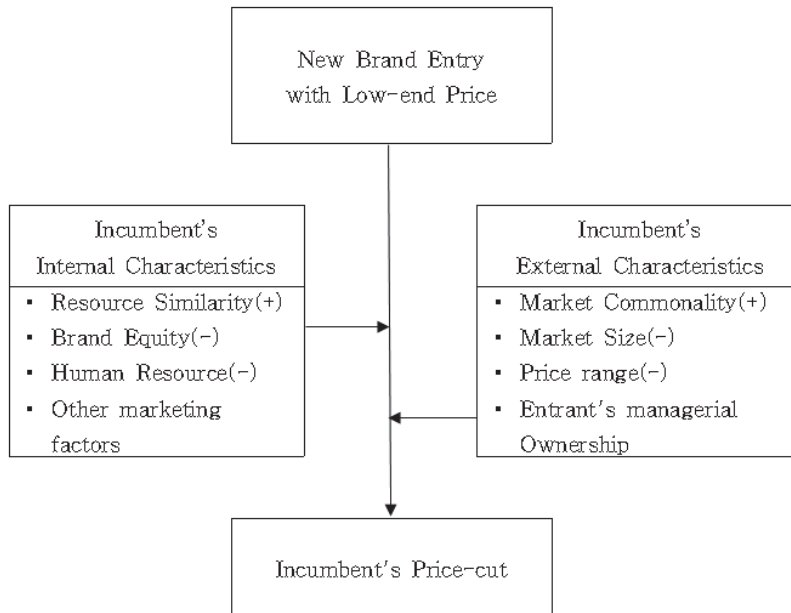 New Brand Entry
with Low-end Price
Incumbent's
Internal Characteristics
▪ Resource Similarity(+)
▪ Brand Equity(-)
▪ Human Resource(-)
▪ Other marketing
factors
Incumbent's
External Characteristics
▪ Market Commonality(+)
▪ Market Size(-)
▪ Price range(-)
▪ Entrant's managerial
Ownership
Incumbent's Price-cut